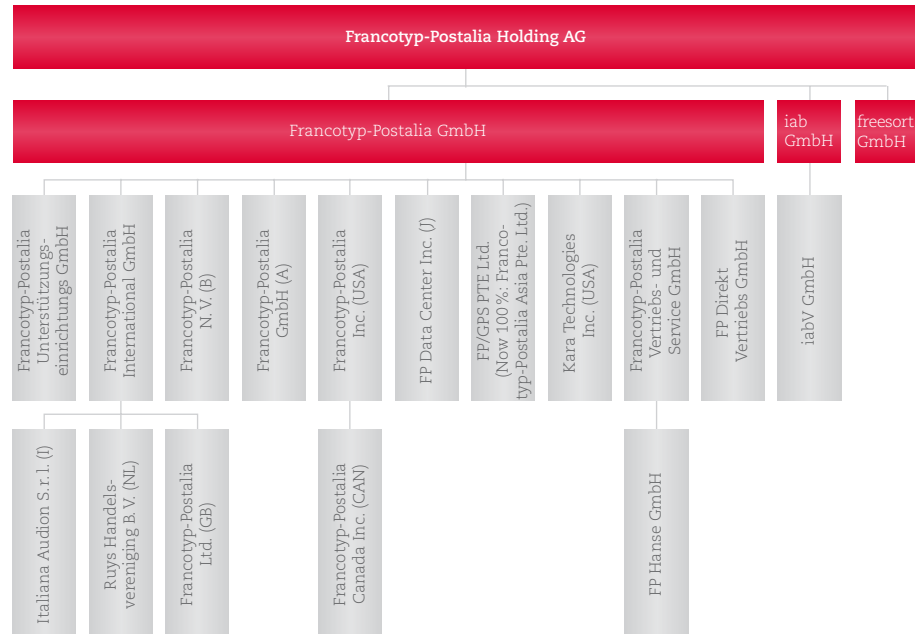 Francotyp-Postalia Holding AG
Francotyp-Postalia GmbH
iab
GmbH
freesort
GmbH
Francotyp-Postalia
Unterstützungs-
einrichtungs GmbH
Francotyp-Postalia
International GmbH
Francotyp-Postalia
N. V. (B)
Francotyp-Postalia
GmbH (A)
Francotyp-Postalia
Inc. (USA)
FP Data Center Inc. (J)
FP/GPS PTE Ltd.
(Now 100 %: Franco-
typ-Postalia Asia Pte. Ltd.)
Kara Technologies
Inc. (USA)
Francotyp-Postalia
Vertriebs- und
Service GmbH
FP Direkt
Vertriebs GmbH
iabV GmbH
Italiana Audion S. r. l. (I)
Ruys Handels-
vereniging B. V. (NL)
Francotyp-Postalia
Ltd. (GB)
Francotyp-Postalia
Canada Inc. (CAN)
FP Hanse GmbH